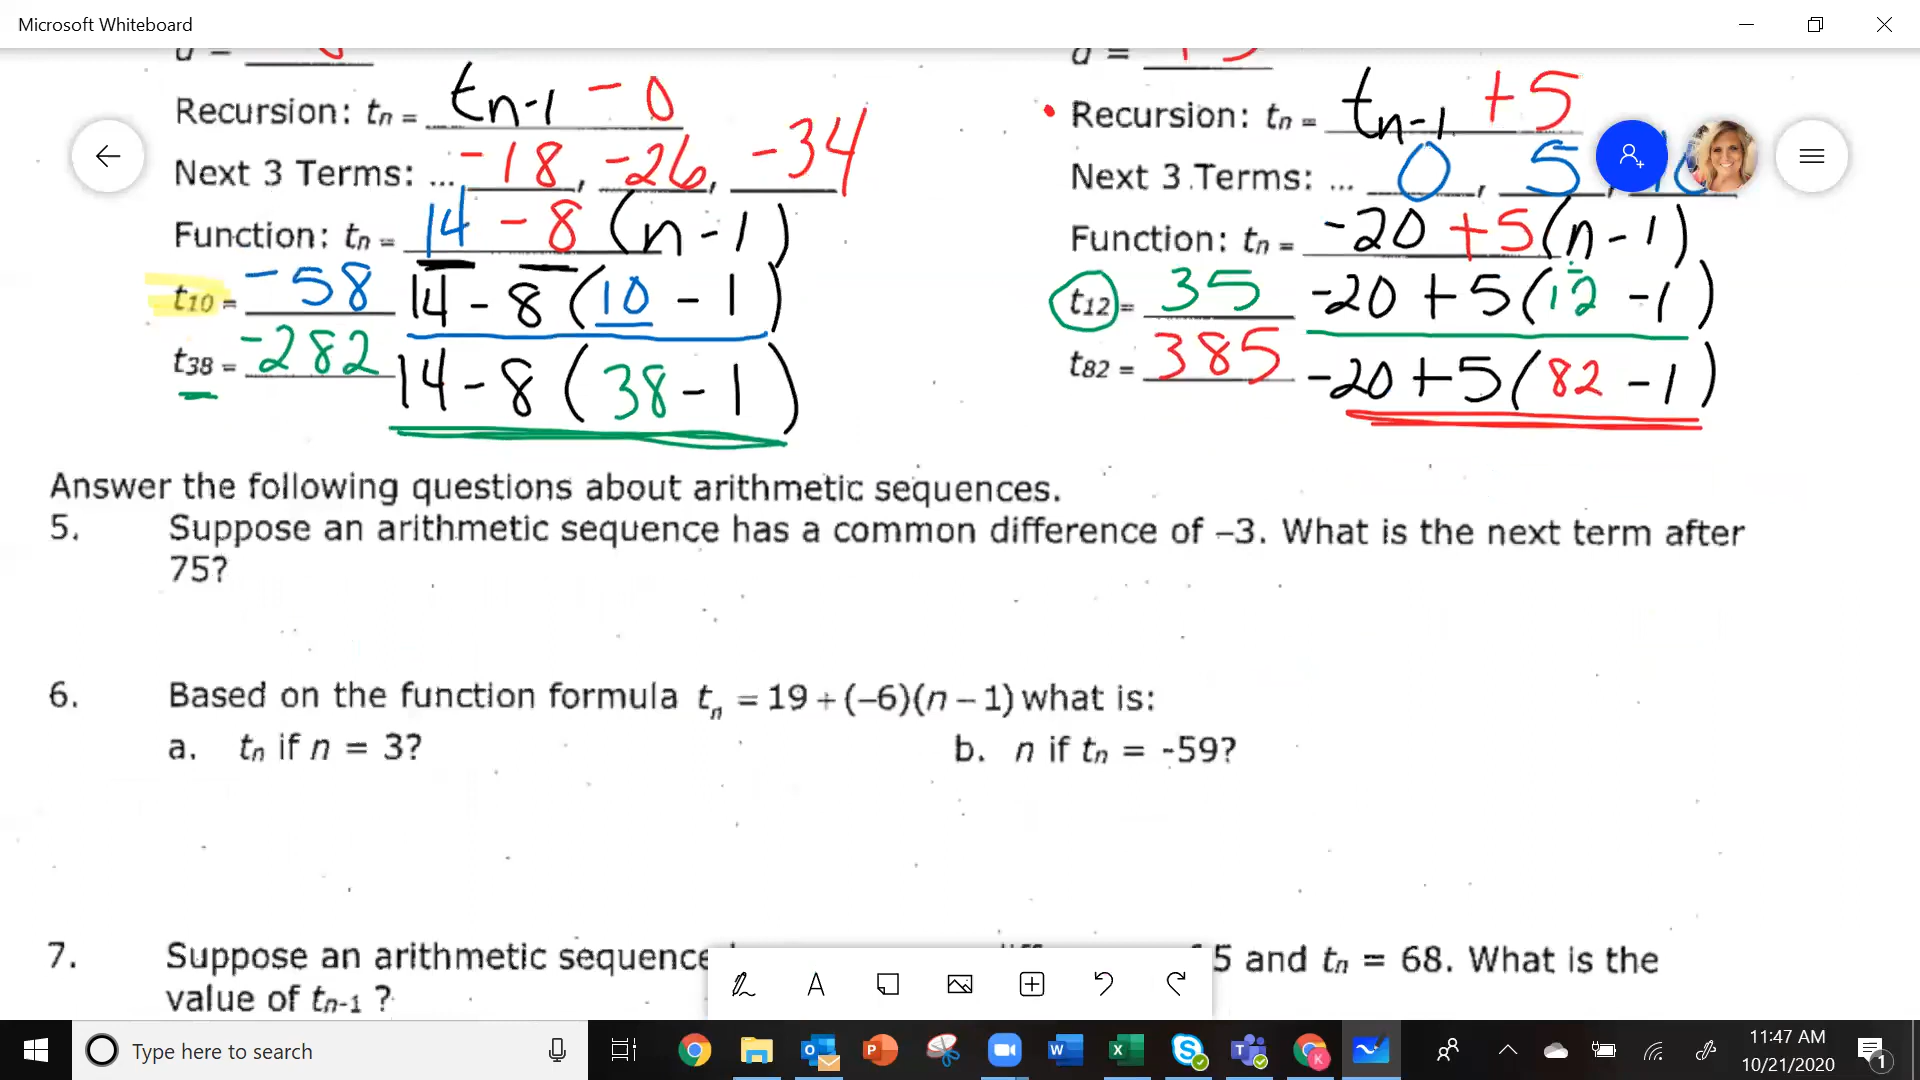 Microsoft Whiteboard
Recursion: tn = tn-1 - 8
Next 3 Terms: ... -18, -26, -34
Function: tn = 14 - 8 (n - 1)
t10 = -58 14 - 8 (10 - 1)
t38 = -282 14 - 8 (38 - 1)
d =
Recursion: tn = tn-1 +5
Next 3 Terms: ... 0, 5,
Function: tn = -20 +5(n - 1)
t12 = 35 -20 + 5(12 - 1)
t82 = 385 -20 + 5(82 - 1)
Answer the following questions about arithmetic sequences.
5. Suppose an arithmetic sequence has a common difference of –3. What is the next term after
75?
6. Based on the function formula tn = 19 + (–6)(n – 1) what is:
a. tn if n = 3? b. n if tn = -59?
7. Suppose an arithmetic sequence 5 and tn = 68. What is the
value of tn-1 ?
Type here to search
11:47 AM
10/21/2020
1